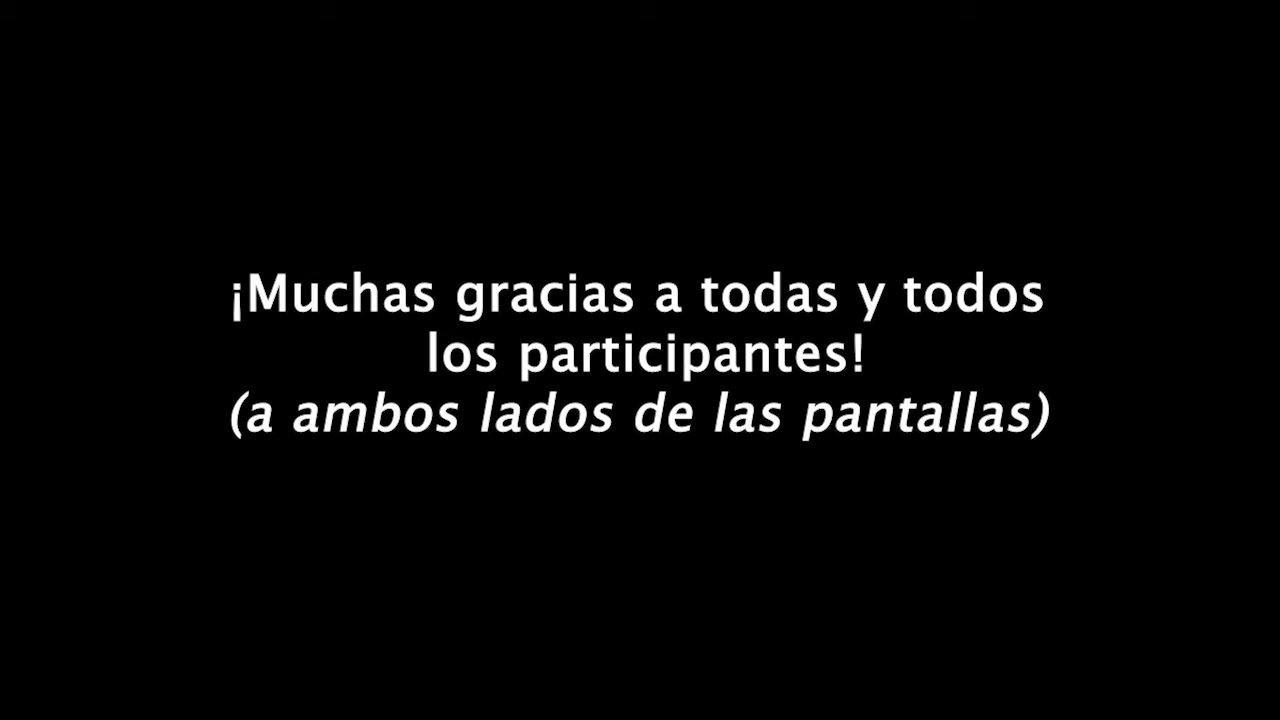 ¡Muchas gracias a todas y todos
los participantes!
(a ambos lados de las pantallas)